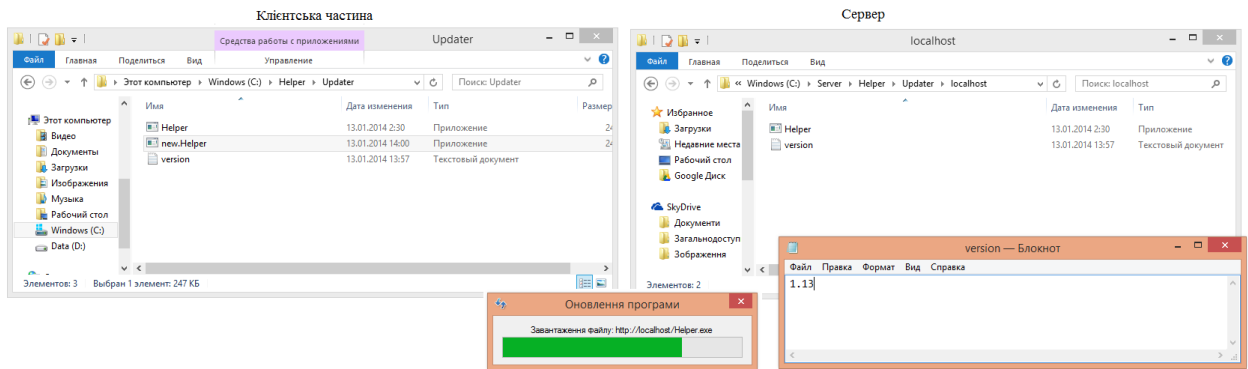 Клієнтська частина
Сервер
Средства работы с приложениями
Updater
Файл Главная Поделиться Вид Управление
Этот компьютер Windows (C:) Helper Updater
Поиск: Updater
Имя Дата изменения Тип Размер
Этот компьютер
Видео
Документы
Загрузки
Изображения
Музыка
Рабочий стол
Windows (C:)
Data (D:)
Helper 13.01.2014 2:30 Приложение 24
new.Helper 13.01.2014 14:00 Приложение 24
version 13.01.2014 13:57 Текстовый документ
Элементов: 3 Выбран 1 элемент: 247 КБ
localhost
Файл Главная Поделиться Вид
« Windows (C:) Server Helper Updater localhost
Поиск: localhost
Имя Дата изменения Тип
Избранное
Загрузки
Недавние места
Рабочий стол
Google Диск
SkyDrive
Документи
Загальнодоступ
Зображення
Helper 13.01.2014 2:30 Приложение
version 13.01.2014 13:57 Текстовый документ
Элементов: 2
Оновлення програми
Завантаження файлу: http://localhost/Helper.exe
version — Блокнот
Файл Правка Формат Вид Справка
1.13